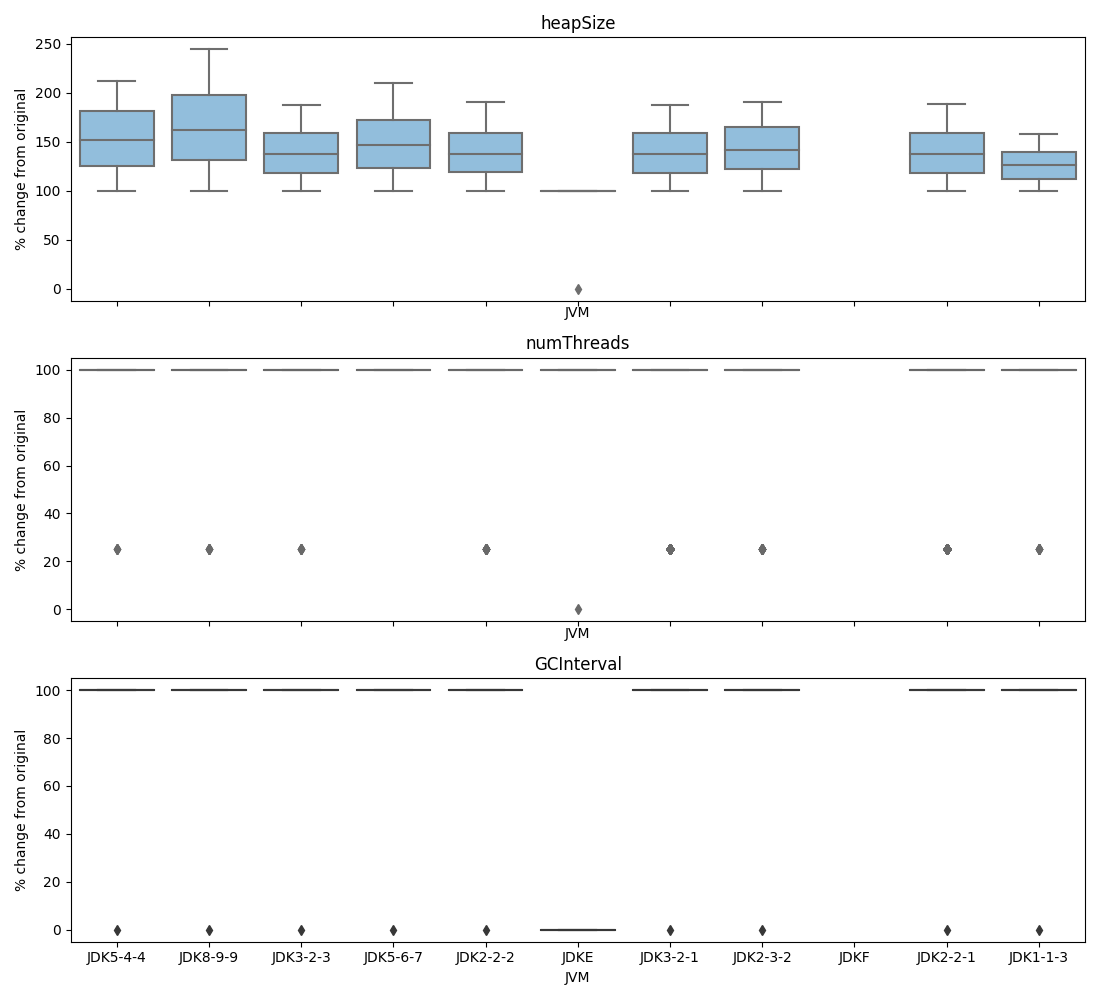 heapSize
% change from original
250
200
150
100
50
0
JVM
numThreads
% change from original
100
80
60
40
20
0
JVM
GCInterval
% change from original
100
80
60
40
20
0
JDK5-4-4 JDK8-9-9 JDK3-2-3 JDK5-6-7 JDK2-2-2 JDKE JDK3-2-1 JDK2-3-2 JDKF JDK2-2-1 JDK1-1-3
JVM